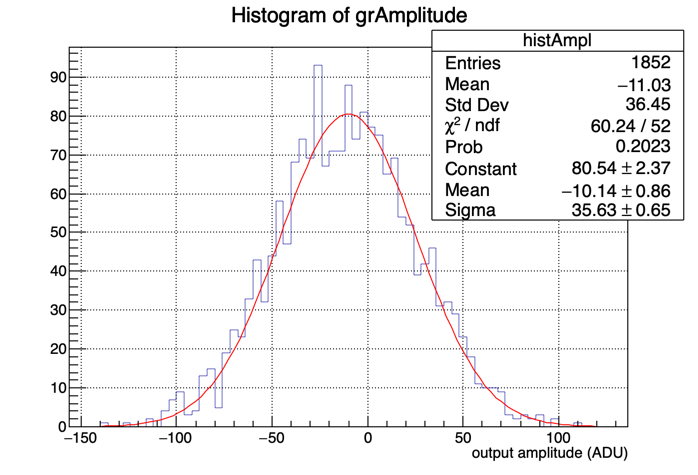 Histogram of grAmplitude
histAmpl
Entries 1852
Mean −11.03
Std Dev 36.45
χ² / ndf 60.24 / 52
Prob 0.2023
Constant 80.54 ± 2.37
Mean −10.14 ± 0.86
Sigma 35.63 ± 0.65
90
80
70
60
50
40
30
20
10
0
−150 −100 −50 0 50 100
output amplitude (ADU)